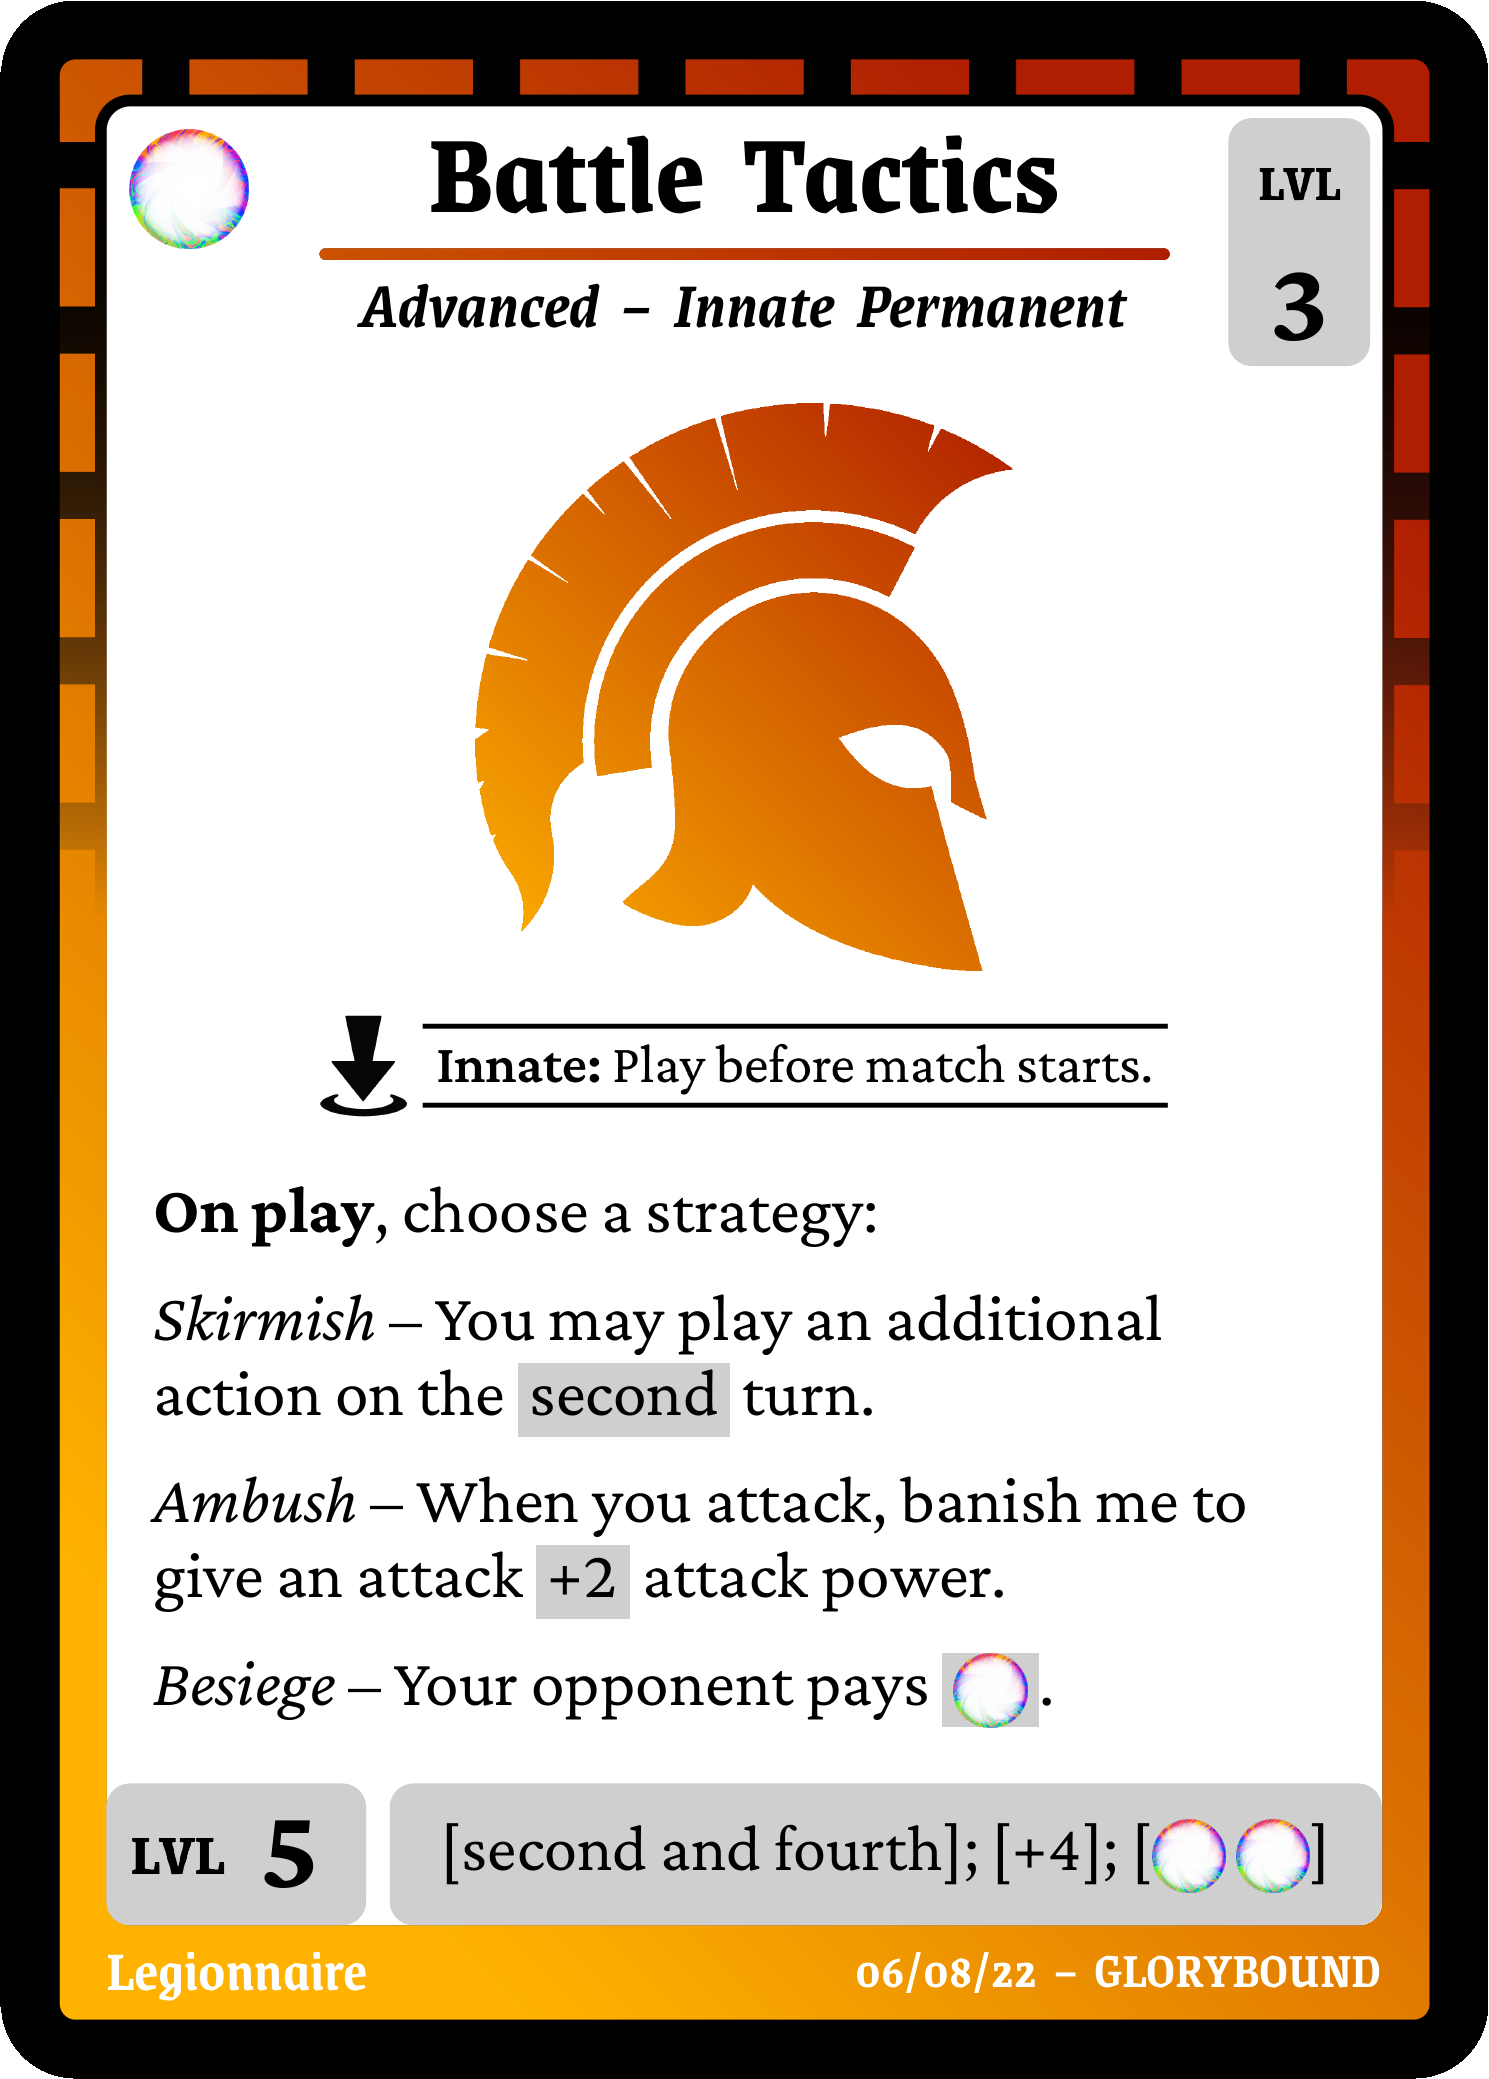 Battle Tactics
LVL
3
Advanced – Innate Permanent
Innate: Play before match starts.
On play, choose a strategy:
Skirmish – You may play an additional
action on the second turn.
Ambush – When you attack, banish me to
give an attack +2 attack power.
Besiege – Your opponent pays .
LVL 5
[second and fourth]; [+4]; [ ]
Legionnaire
06/08/22 – GLORYBOUND